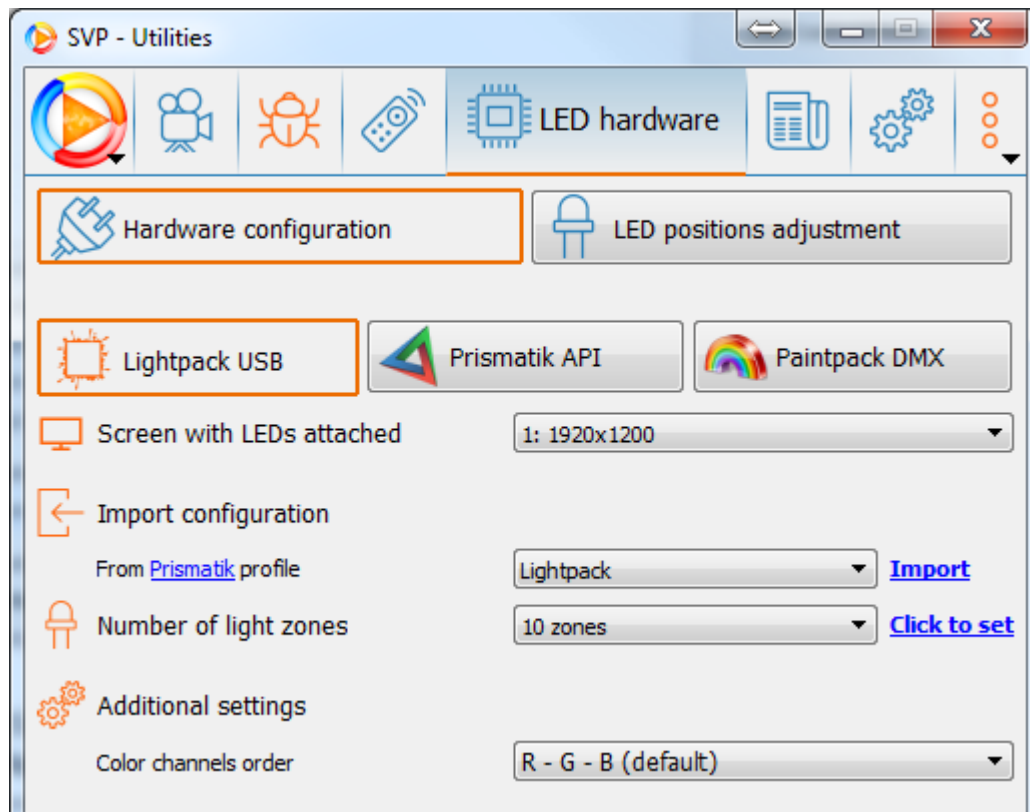 SVP - Utilities
LED hardware
Hardware configuration
LED positions adjustment
Lightpack USB
Prismatik API
Paintpack DMX
Screen with LEDs attached
1: 1920x1200
Import configuration
From Prismatik profile
Lightpack
Import
Number of light zones
10 zones
Click to set
Additional settings
Color channels order
R - G - B (default)